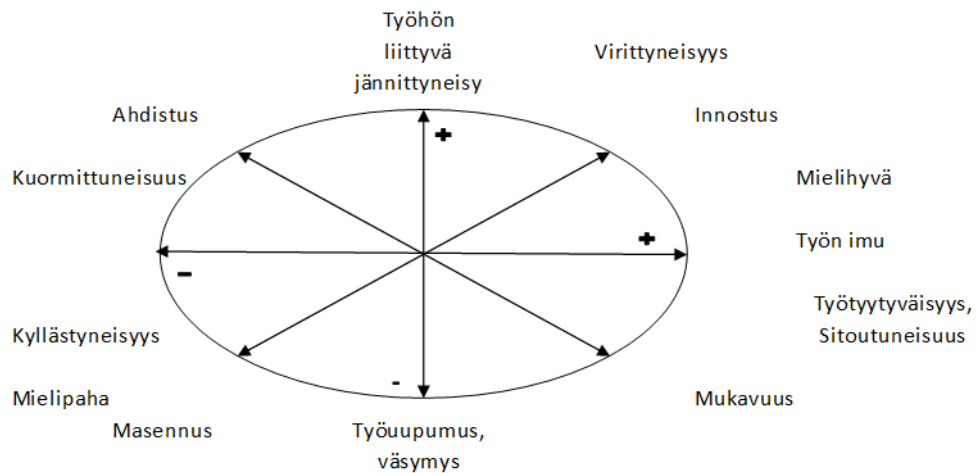 Työhön
liittyvä
jännittyneisy
Virittyneisyys
Ahdistus
Innostus
+
Kuormittuneisuus
Mielihyvä
+
Työn imu
−
Työtyytyväisyys,
Sitoutuneisuus
Kyllästyneisyys
-
Mielipaha
Mukavuus
Masennus
Työuupumus,
väsymys